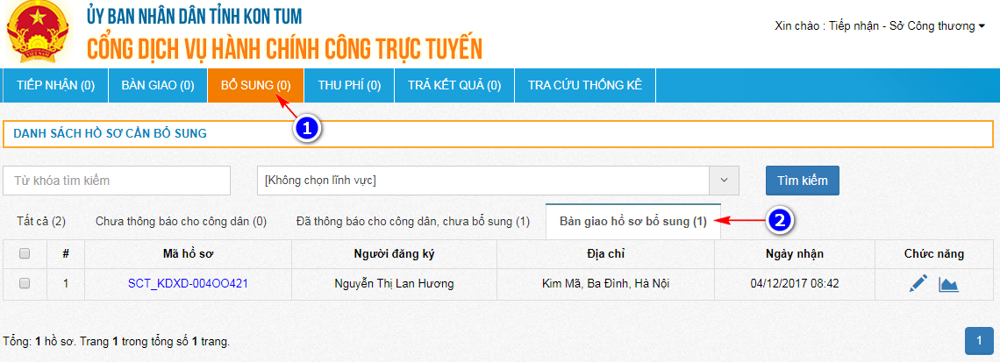 ỦY BAN NHÂN DÂN TỈNH KON TUM
CỔNG DỊCH VỤ HÀNH CHÍNH CÔNG TRỰC TUYẾN
Xin chào : Tiếp nhận - Sở Công thương
TIẾP NHẬN (0) BÀN GIAO (0) BỔ SUNG (0) THU PHÍ (0) TRẢ KẾT QUẢ (0) TRA CỨU THỐNG KÊ
1
DANH SÁCH HỒ SƠ CẦN BỔ SUNG
Từ khóa tìm kiếm [Không chọn lĩnh vực] Tìm kiếm
Tất cả (2) Chưa thông báo cho công dân (0) Đã thông báo cho công dân, chưa bổ sung (1) Bàn giao hồ sơ bổ sung (1) 2
# Mã hồ sơ Người đăng ký Địa chỉ Ngày nhận Chức năng
1 SCT_KDXD-004OO421 Nguyễn Thị Lan Hương Kim Mã, Ba Đình, Hà Nội 04/12/2017 08:42
Tổng: 1 hồ sơ. Trang 1 trong tổng số 1 trang. 1